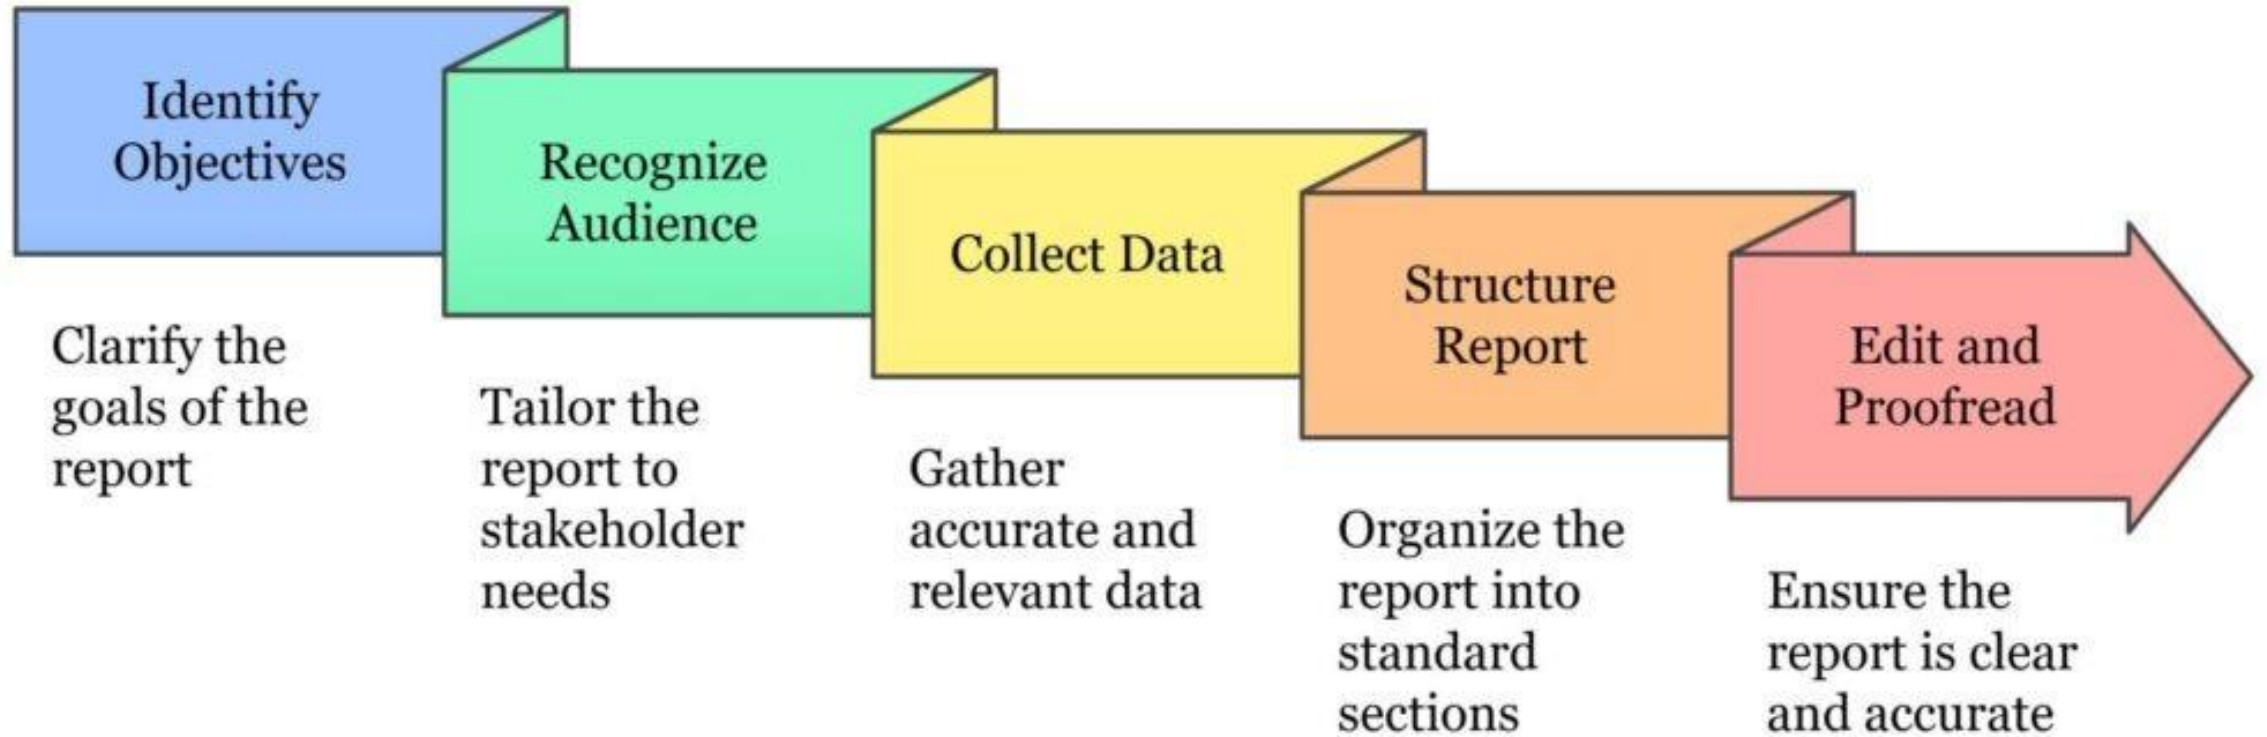 Identify
Objectives
Clarify the
goals of the
report
Recognize
Audience
Tailor the
report to
stakeholder
needs
Collect Data
Gather
accurate and
relevant data
Structure
Report
Organize the
report into
standard
sections
Edit and
Proofread
Ensure the
report is clear
and accurate